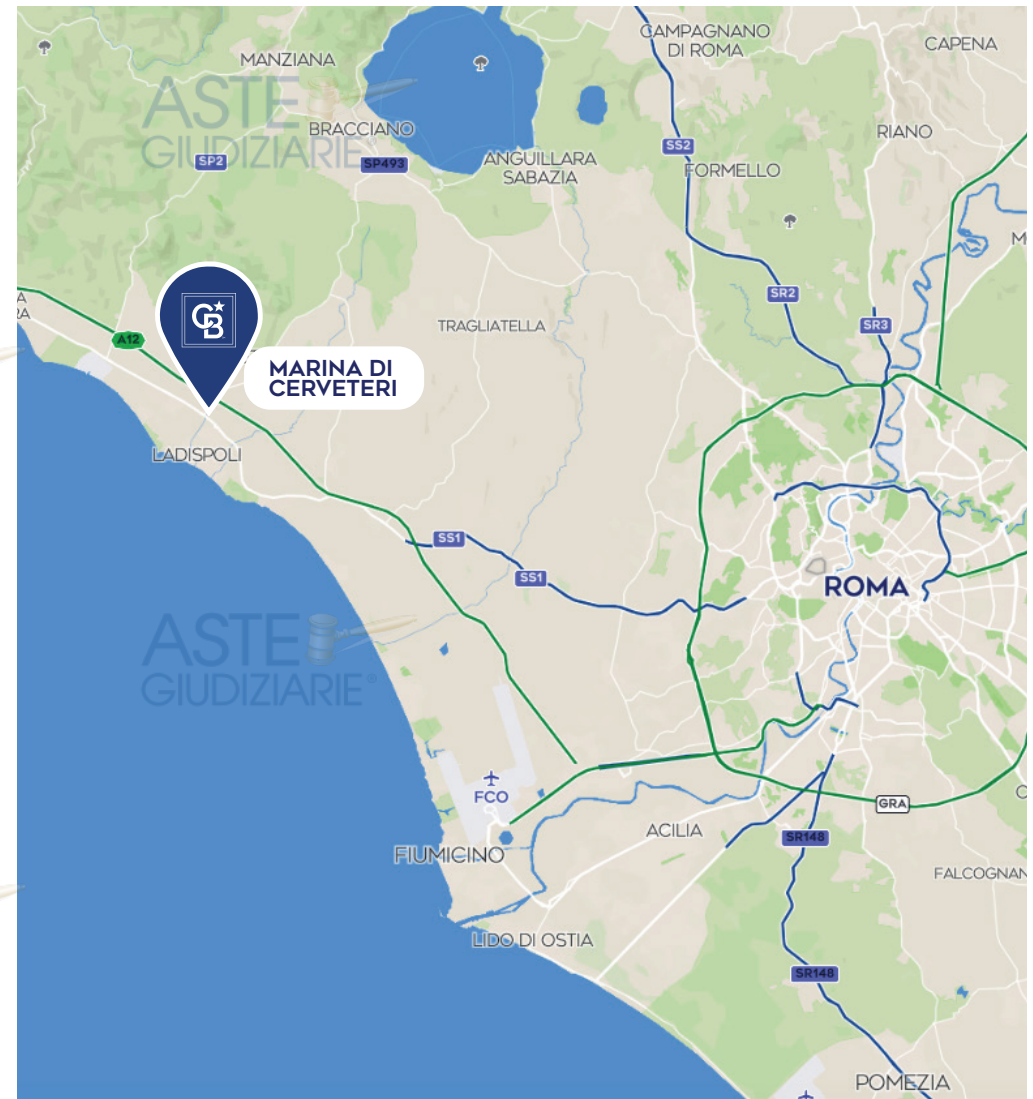 CAMPAGNANO
DI ROMA
CAPENA
MANZIANA
ASTE
GIUDIZIARIE
BRACCIANO
RIANO
SP2
SP493
SS2
ANGUILLARA
SABAZIA
FORMELLO
SR2
CB
SR3
TRAGLIATELLA
A12
MARINA DI
CERVETERI
LADISPOLI
SS1
SS1
ROMA
ASTE
GIUDIZIARIE®
FCO
GRA
ACILIA
SR148
FIUMICINO
FALCOGNAN
LIDO DI OSTIA
SR148
POMEZIA